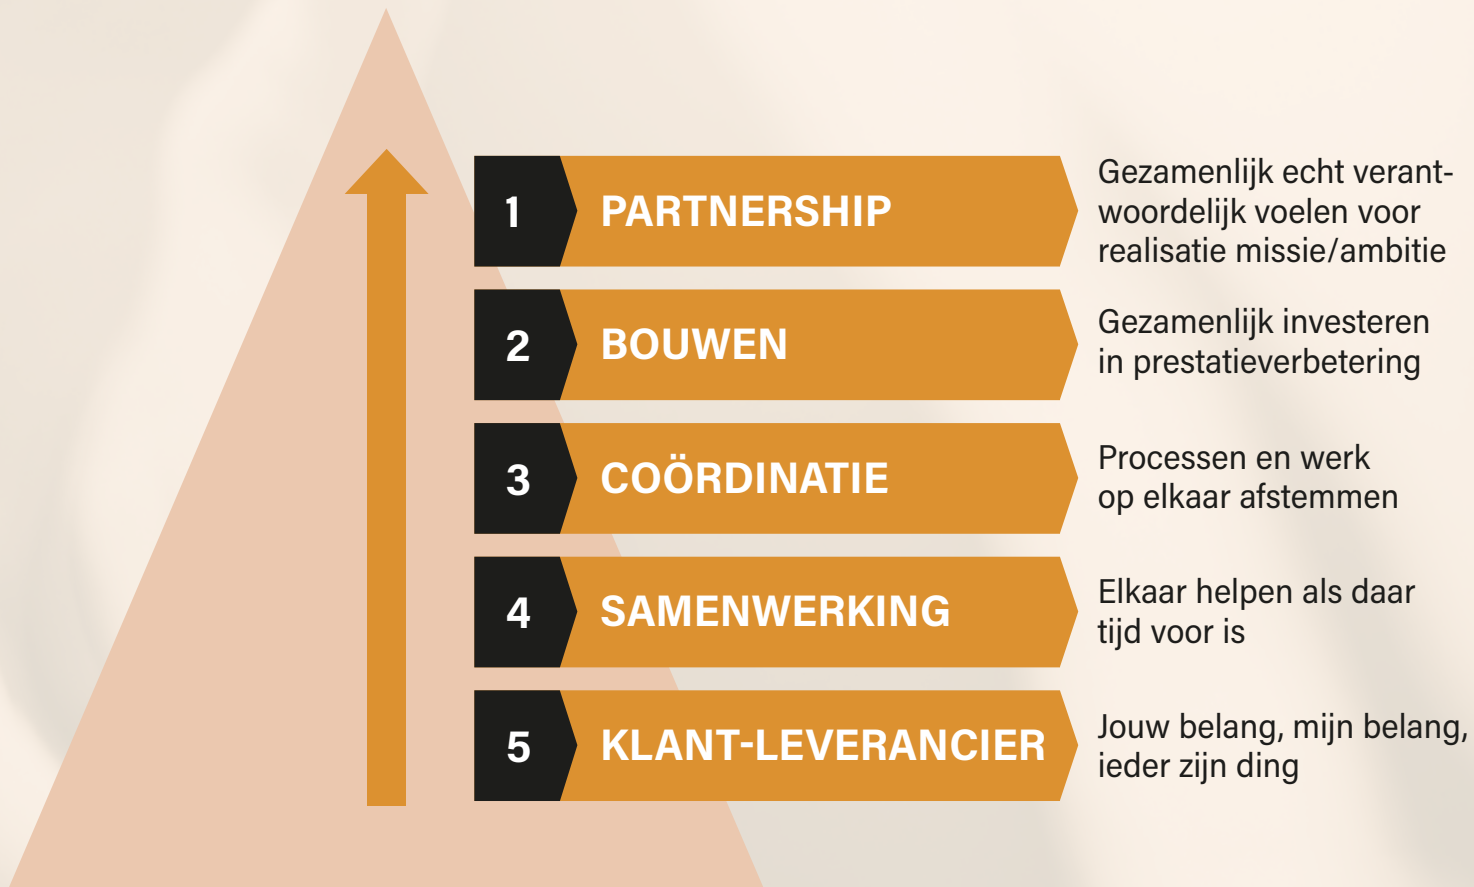 1 PARTNERSHIP
Gezamenlijk echt verant-
woordelijk voelen voor
realisatie missie/ambitie
2 BOUWEN
Gezamenlijk investeren
in prestatieverbetering
3 COÖRDINATIE
Processen en werk
op elkaar afstemmen
4 SAMENWERKING
Elkaar helpen als daar
tijd voor is
5 KLANT-LEVERANCIER
Jouw belang, mijn belang,
ieder zijn ding